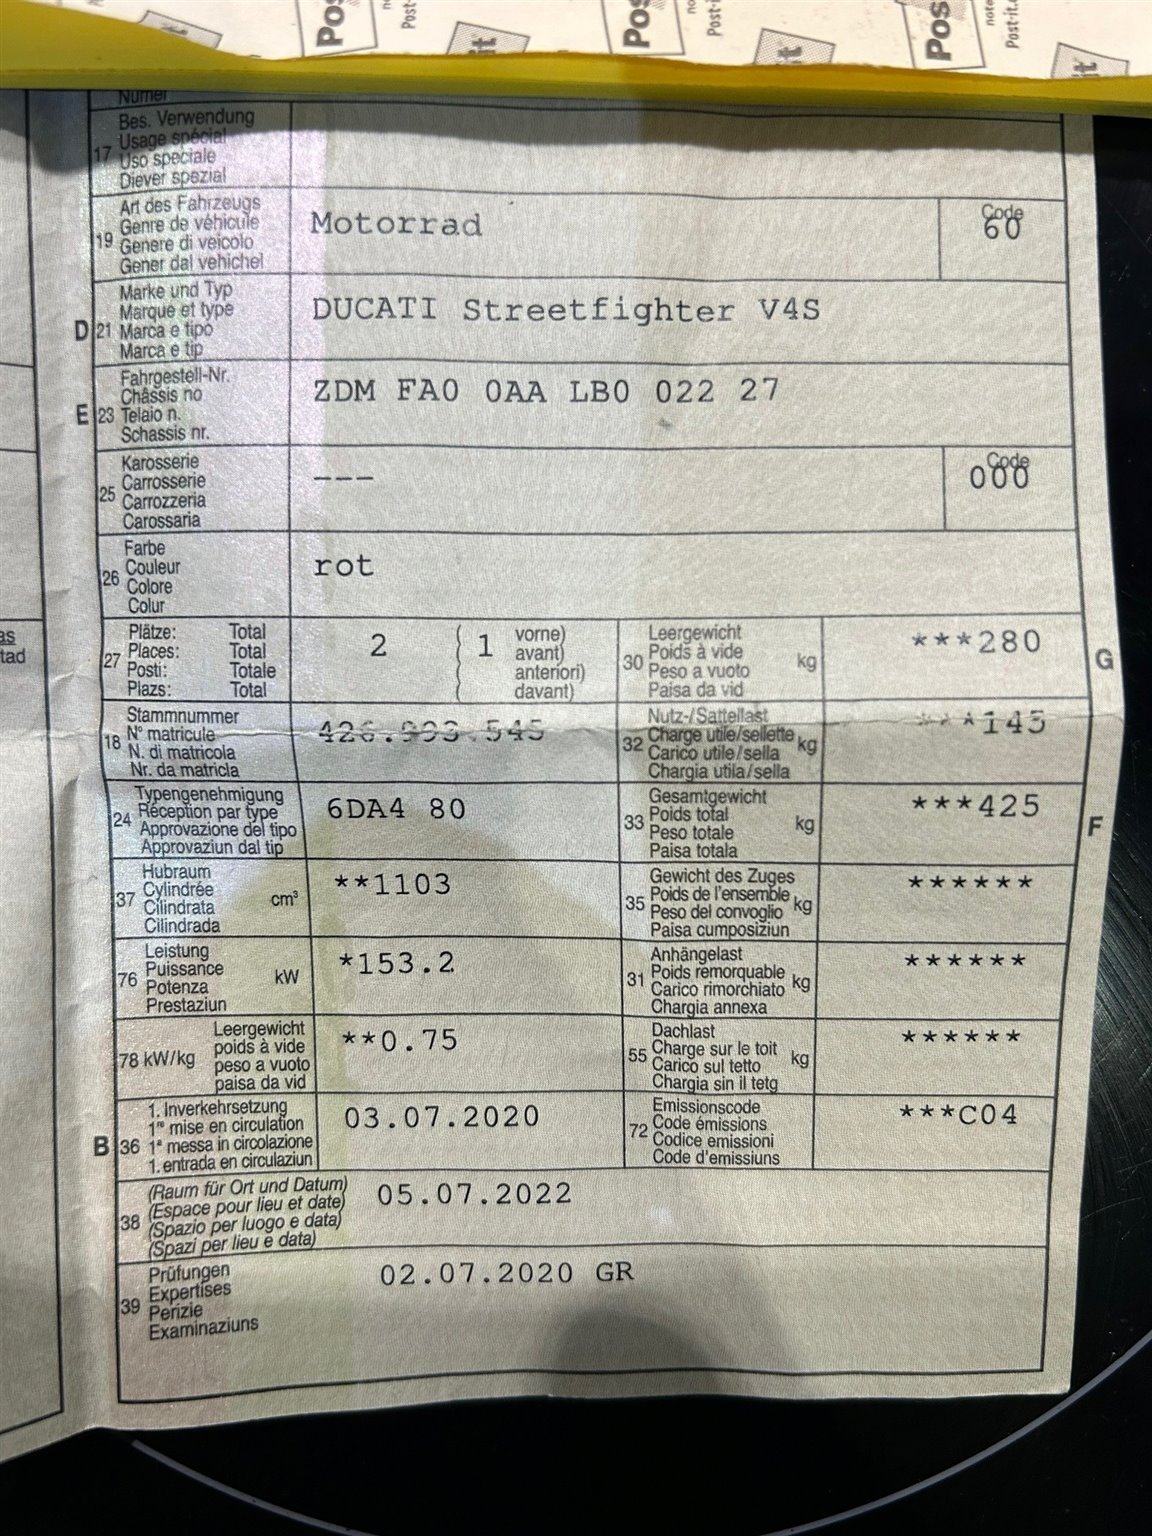 Post-it
Post-it
Post-it
Numér
17
Bes. Verwendung
Usage spécial
Uso speciale
Diever spezial
19
Art des Fahrzeugs
Genre de véhicule
Genere di veicolo
Gener dal vehichel
Motorrad
Code
60
D 21
Marke und Typ
Marque et type
Marca e tipo
Marca e tip
DUCATI Streetfighter V4S
E 23
Fahrgestell-Nr.
Châssis no
Telaio n.
Schassis nr.
ZDM FA0 0AA LB0 022 27
25
Karosserie
Carrosserie
Carrozzeria
Carossaria
---
Code
000
26
Farbe
Couleur
Colore
Colur
rot
27
Plätze: Total
Places: Total
Posti: Totale
Plazs: Total
2 ( 1 vorne)
( avant)
( anteriori)
( davant)
30
Leergewicht
Poids à vide
Peso a vuoto
Paisa da vid
kg
***280
G
18
Stammnummer
N° matricule
N. di matricola
Nr. da matricla
426.993.545
32
Nutz-/Sattellast
Charge utile/sellette
Carico utile/sella
Chargia utila/sella
kg
***145
24
Typengenehmigung
Réception par type
Approvazione del tipo
Approvaziun dal tip
6DA4 80
33
Gesamtgewicht
Poids total
Peso totale
Paisa totala
kg
***425
F
37
Hubraum
Cylindrée
Cilindrata
Cilindrada
cm³
**1103
35
Gewicht des Zuges
Poids de l'ensemble
Peso del convoglio
Paisa cumposiziun
kg
******
76
Leistung
Puissance
Potenza
Prestaziun
kW
*153.2
31
Anhängelast
Poids remorquable
Carico rimorchiato
Chargia annexa
kg
******
78 kW/kg
Leergewicht
poids à vide
peso a vuoto
paisa da vid
**0.75
55
Dachlast
Charge sur le toit
Carico sul tetto
Chargia sin il tetg
kg
******
B 36
1. Inverkehrsetzung
1re mise en circulation
1a messa in circolazione
1. entrada en circulaziun
03.07.2020
72
Emissionscode
Code émissions
Codice emissioni
Code d'emissiuns
***C04
38
(Raum für Ort und Datum)
(Espace pour lieu et date)
(Spazio per luogo e data)
(Spazi per lieu e data)
05.07.2022
39
Prüfungen
Expertises
Perizie
Examinaziuns
02.07.2020 GR